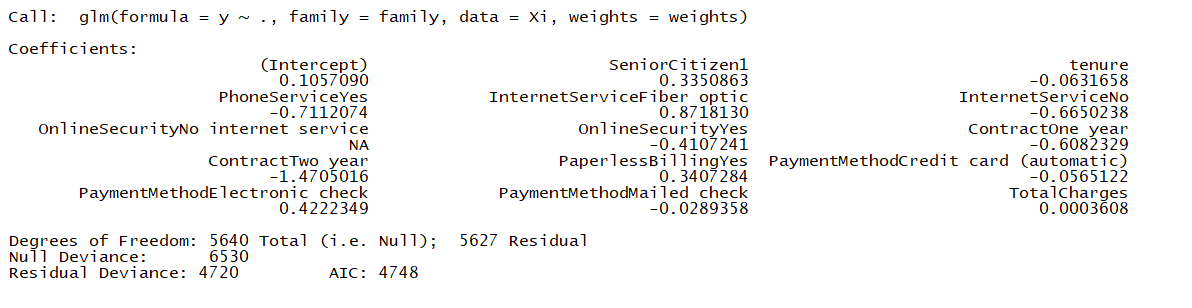 Call:  glm(formula = y ~ ., family = family, data = Xi, weights = weights)
Coefficients:
(Intercept) SeniorCitizen1 tenure
0.1057090 0.3350863 -0.0631658
PhoneServiceYes InternetServiceFiber optic InternetServiceNo
-0.7112074 0.8718130 -0.6650238
OnlineSecurityNo internet service OnlineSecurityYes ContractOne year
NA -0.4107241 -0.6082329
ContractTwo year PaperlessBillingYes PaymentMethodCredit card (automatic)
-1.4705016 0.3407284 -0.0565122
PaymentMethodElectronic check PaymentMethodMailed check TotalCharges
0.4222349 -0.0289358 0.0003608
Degrees of Freedom: 5640 Total (i.e. Null);  5627 Residual
Null Deviance: 6530
Residual Deviance: 4720 AIC: 4748